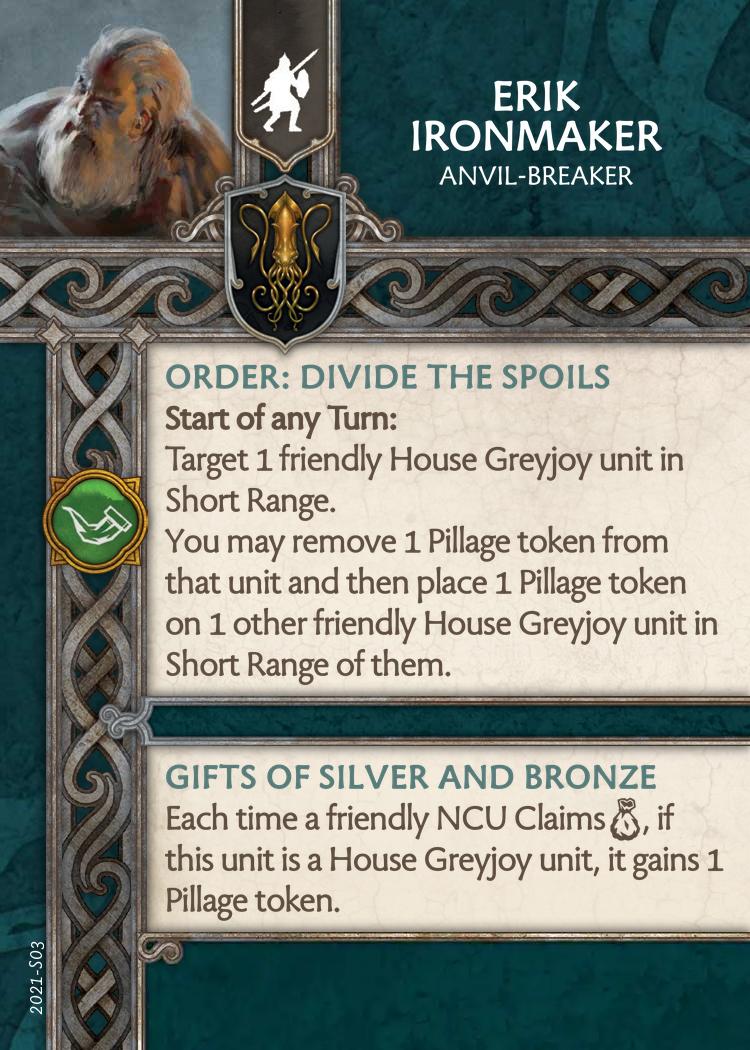 ERIK
IRONMAKER
ANVIL-BREAKER
ORDER: DIVIDE THE SPOILS
Start of any Turn:
Target 1 friendly House Greyjoy unit in
Short Range.
You may remove 1 Pillage token from
that unit and then place 1 Pillage token
on 1 other friendly House Greyjoy unit in
Short Range of them.
GIFTS OF SILVER AND BRONZE
Each time a friendly NCU Claims , if
this unit is a House Greyjoy unit, it gains 1
Pillage token.
2021-S03